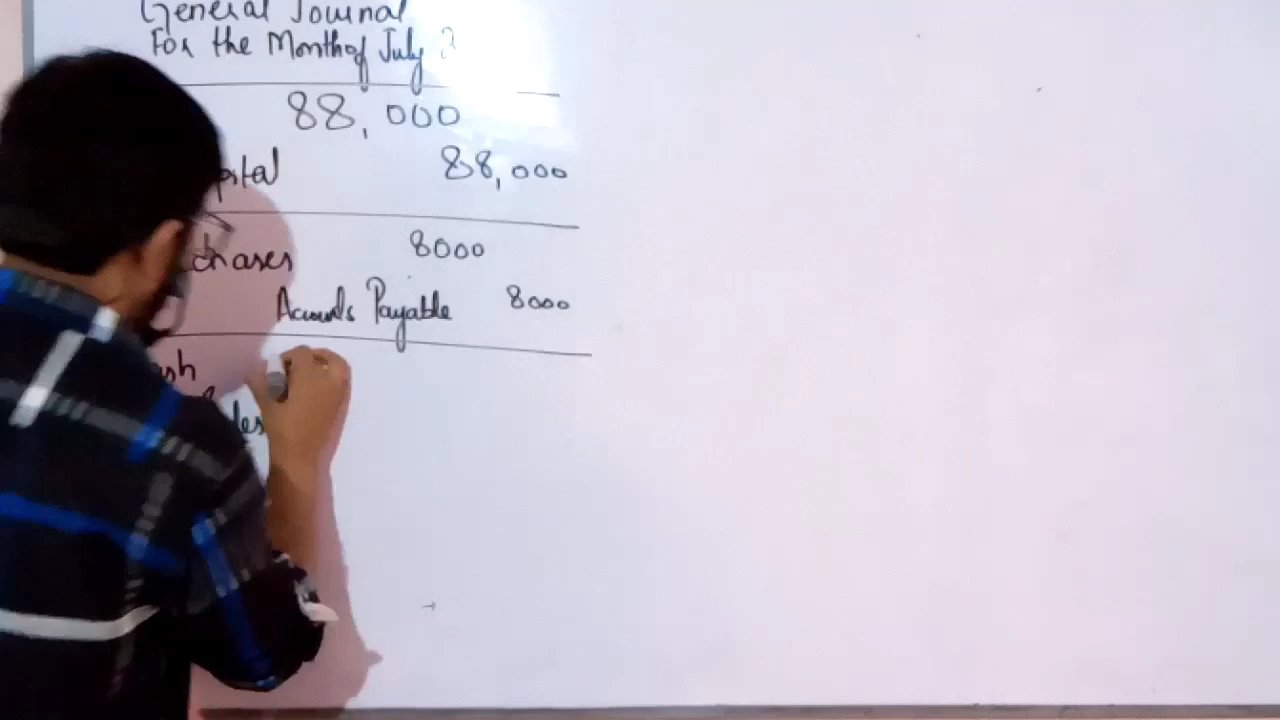 General Journal
For the Month of July
88,000
88,000
8000
Accounts Payable 8000